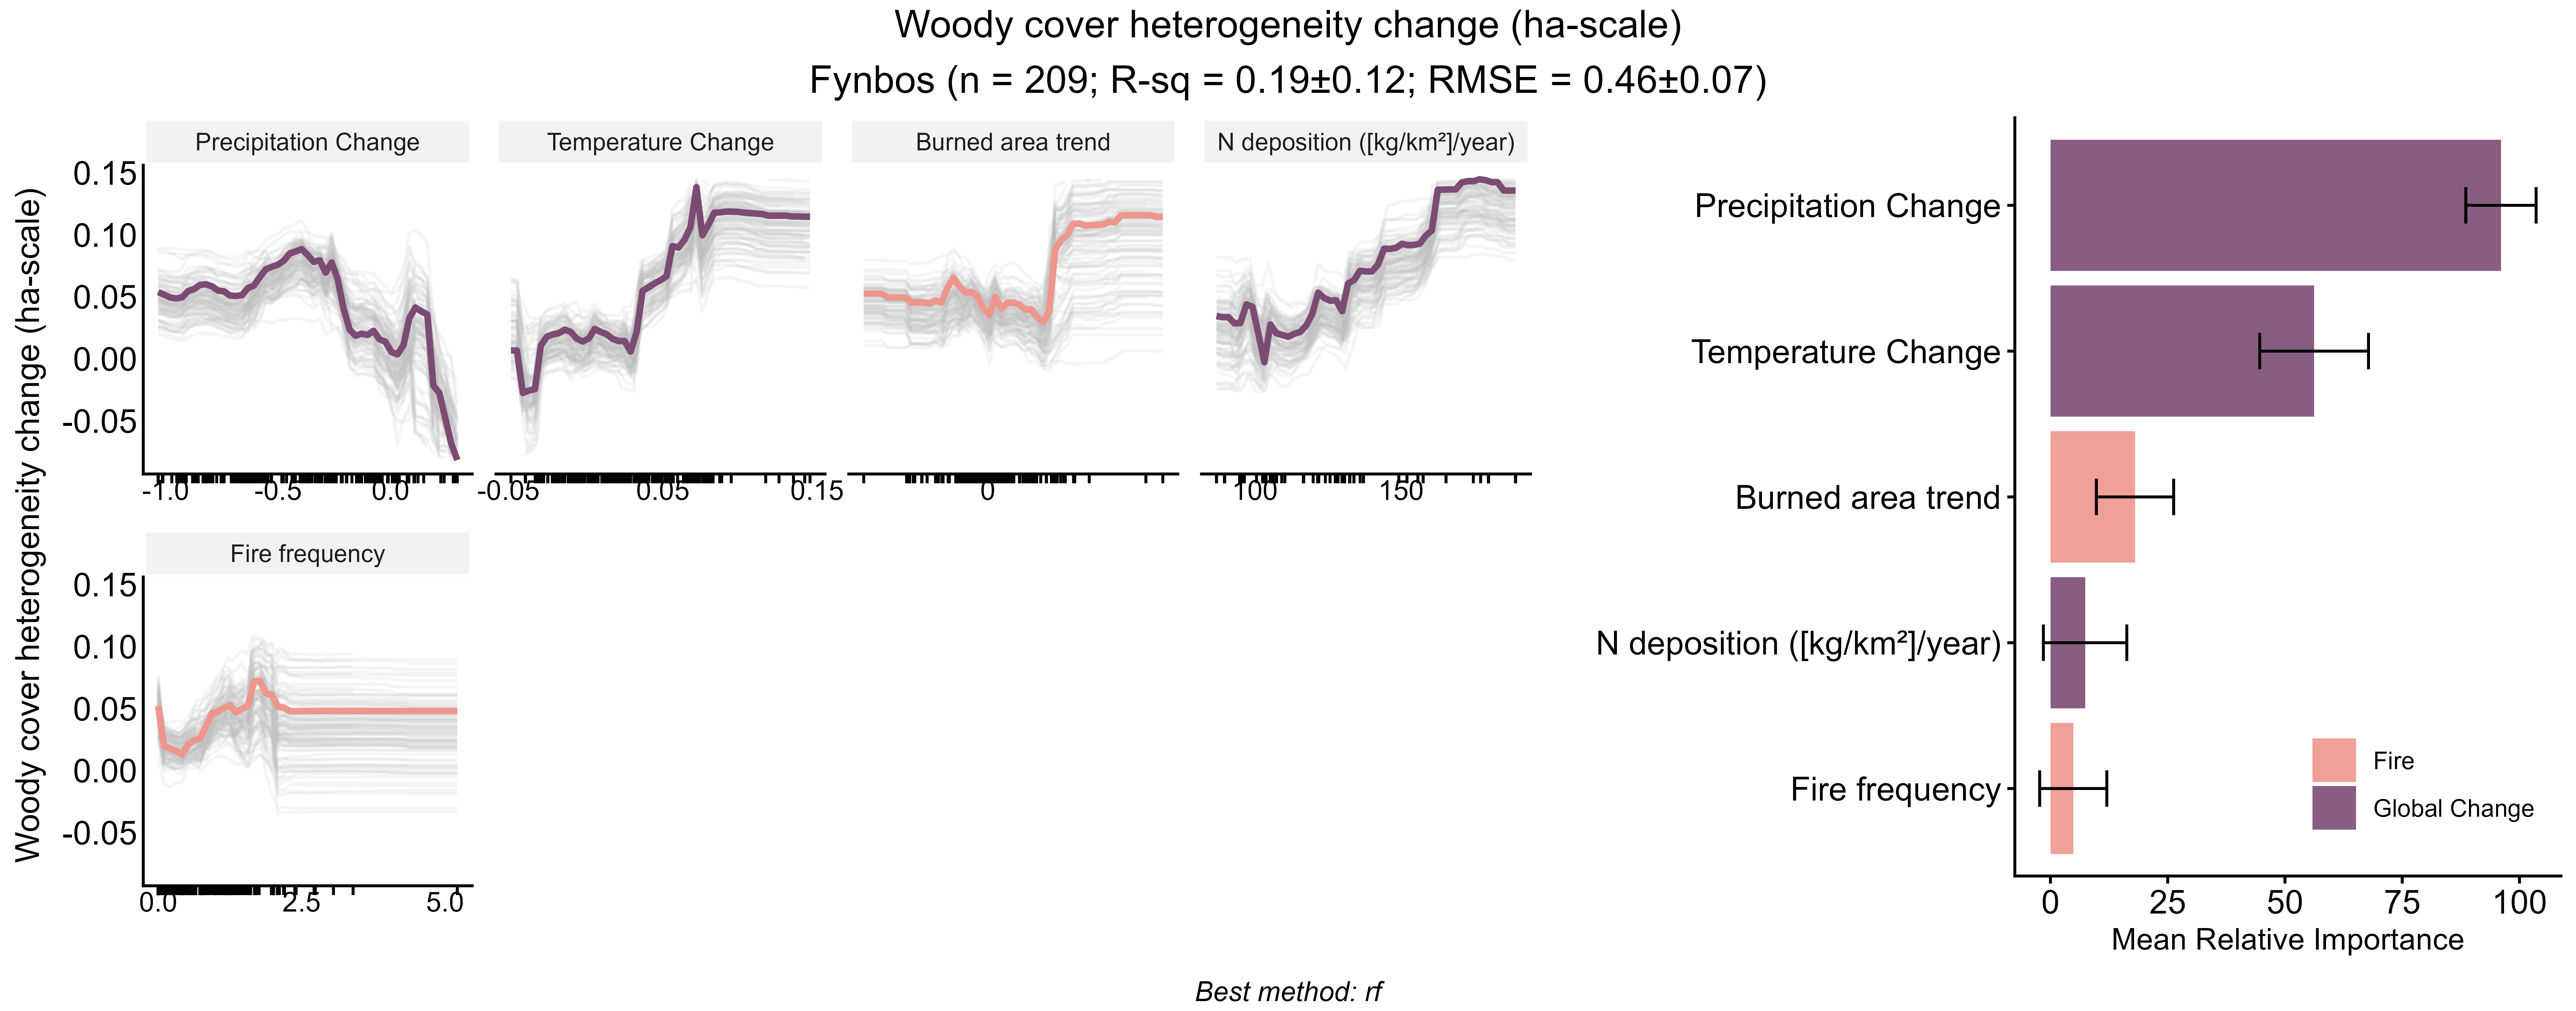 Woody cover heterogeneity change (ha-scale)
Fynbos (n = 209; R-sq = 0.19±0.12; RMSE = 0.46±0.07)
Woody cover heterogeneity change (ha-scale)
Precipitation Change
Temperature Change
Burned area trend
N deposition ([kg/km²]/year)
0.15
0.10
0.05
0.00
-0.05
-1.0 -0.5 0.0
-0.05 0.05 0.15
0
100 150
Fire frequency
0.15
0.10
0.05
0.00
-0.05
0.0 2.5 5.0
Precipitation Change
Temperature Change
Burned area trend
N deposition ([kg/km²]/year)
Fire frequency
Fire
Global Change
0 25 50 75 100
Mean Relative Importance
Best method: rf